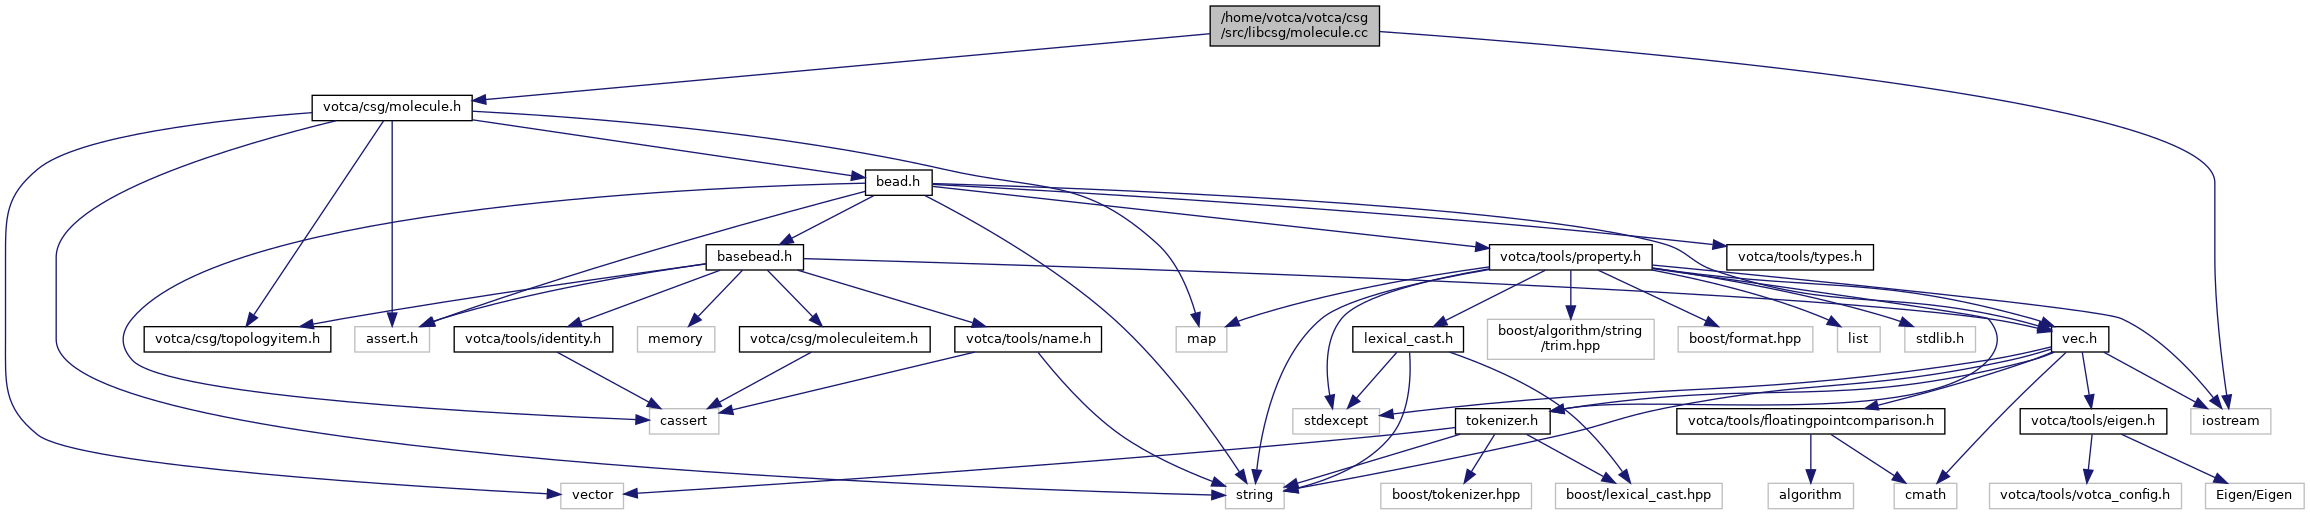 /home/votca/votca/csg
/src/libcsg/molecule.cc
votca/csg/molecule.h
bead.h
basebead.h
votca/tools/property.h
votca/tools/types.h
votca/csg/topologyitem.h
assert.h
votca/tools/identity.h
memory
votca/csg/moleculeitem.h
votca/tools/name.h
map
lexical_cast.h
boost/algorithm/string
/trim.hpp
boost/format.hpp
list
stdlib.h
vec.h
cassert
stdexcept
tokenizer.h
votca/tools/floatingpointcomparison.h
votca/tools/eigen.h
iostream
vector
string
boost/tokenizer.hpp
boost/lexical_cast.hpp
algorithm
cmath
votca/tools/votca_config.h
Eigen/Eigen